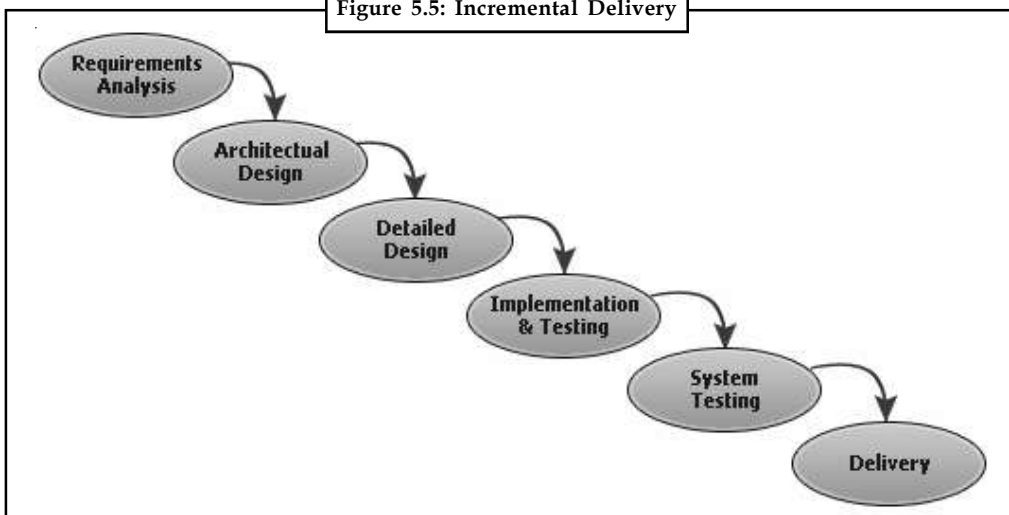 Figure 5.5: Incremental Delivery
Requirements
Analysis
Architectual
Design
Detailed
Design
Implementation
& Testing
System
Testing
Delivery